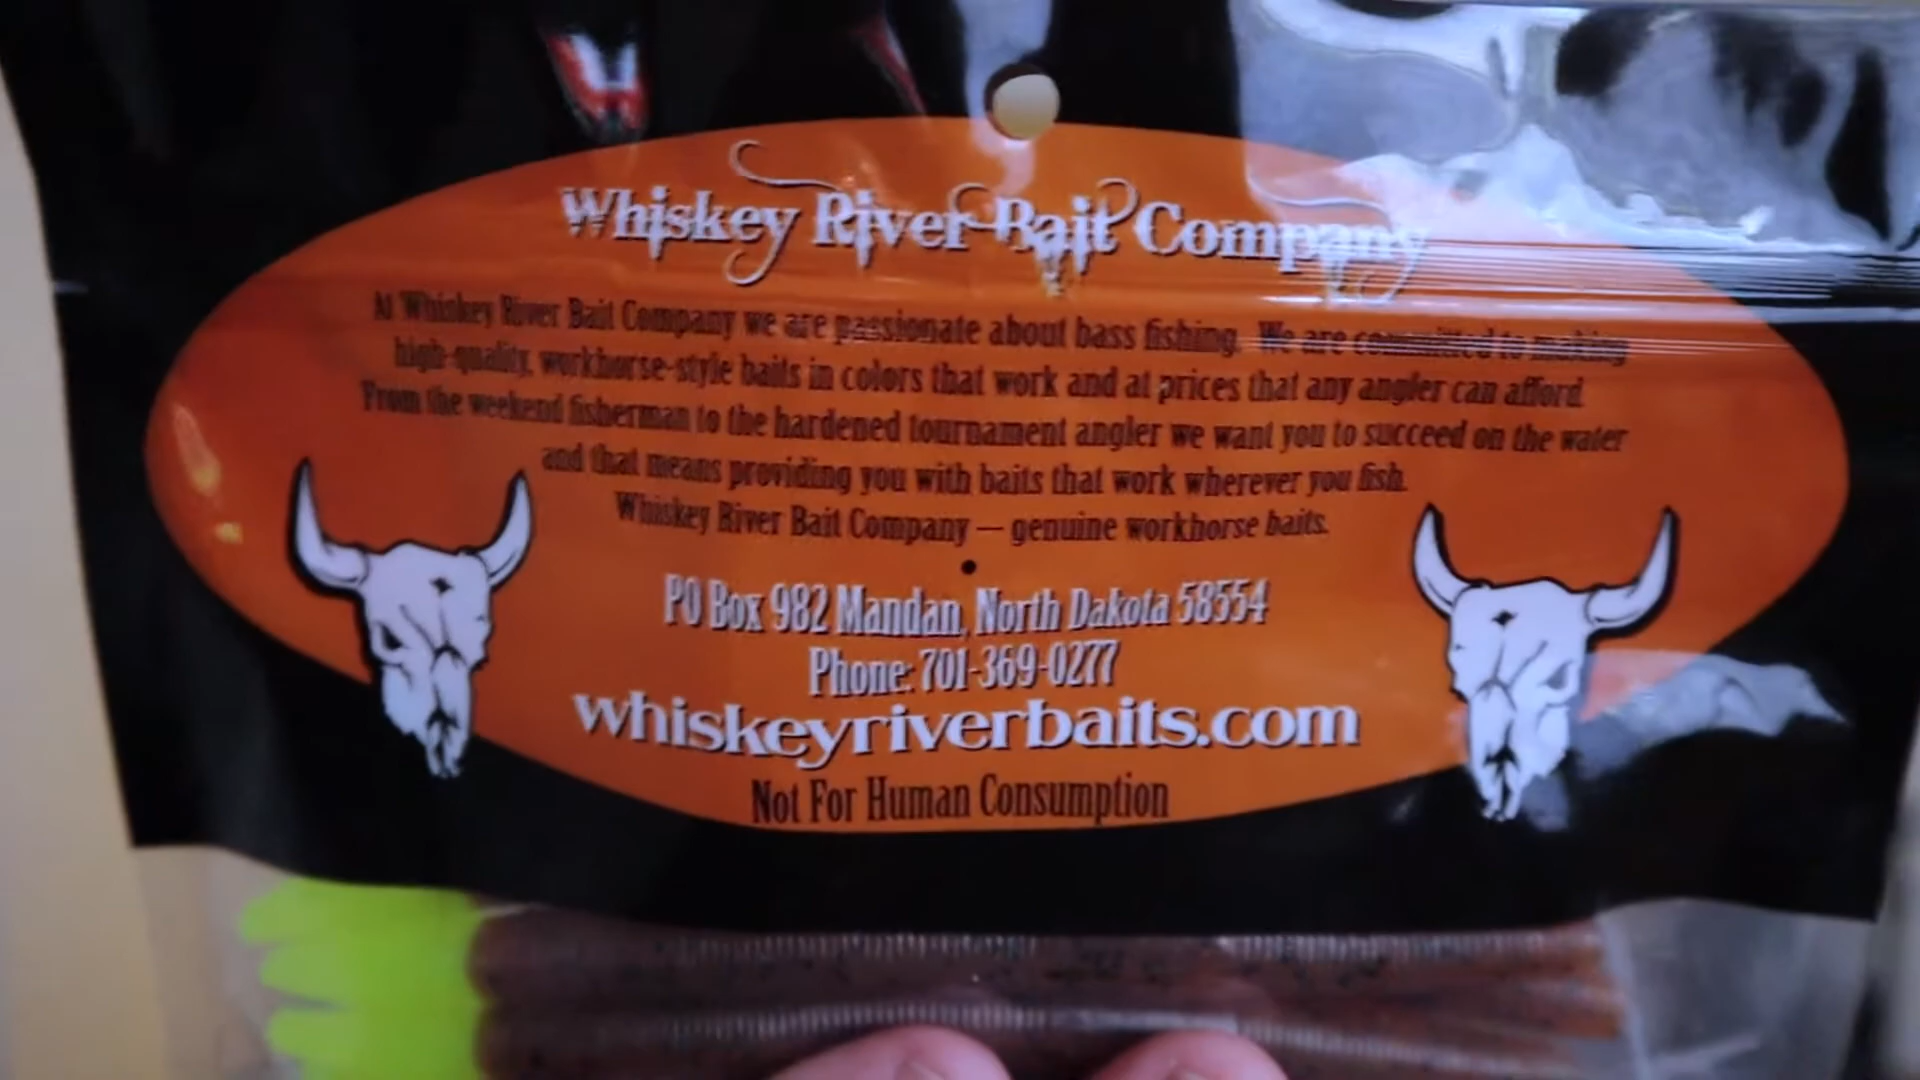 Whiskey River Bait Company
At Whiskey River Bait Company we are passionate about bass fishing. We are committed to making
high-quality, workhorse-style baits in colors that work and at prices that any angler can afford.
From the weekend fisherman to the hardened tournament angler we want you to succeed on the water
and that means providing you with baits that work wherever you fish.
Whiskey River Bait Company — genuine workhorse baits.
PO Box 982 Mandan, North Dakota 58554
Phone: 701-369-0277
whiskeyriverbaits.com
Not For Human Consumption